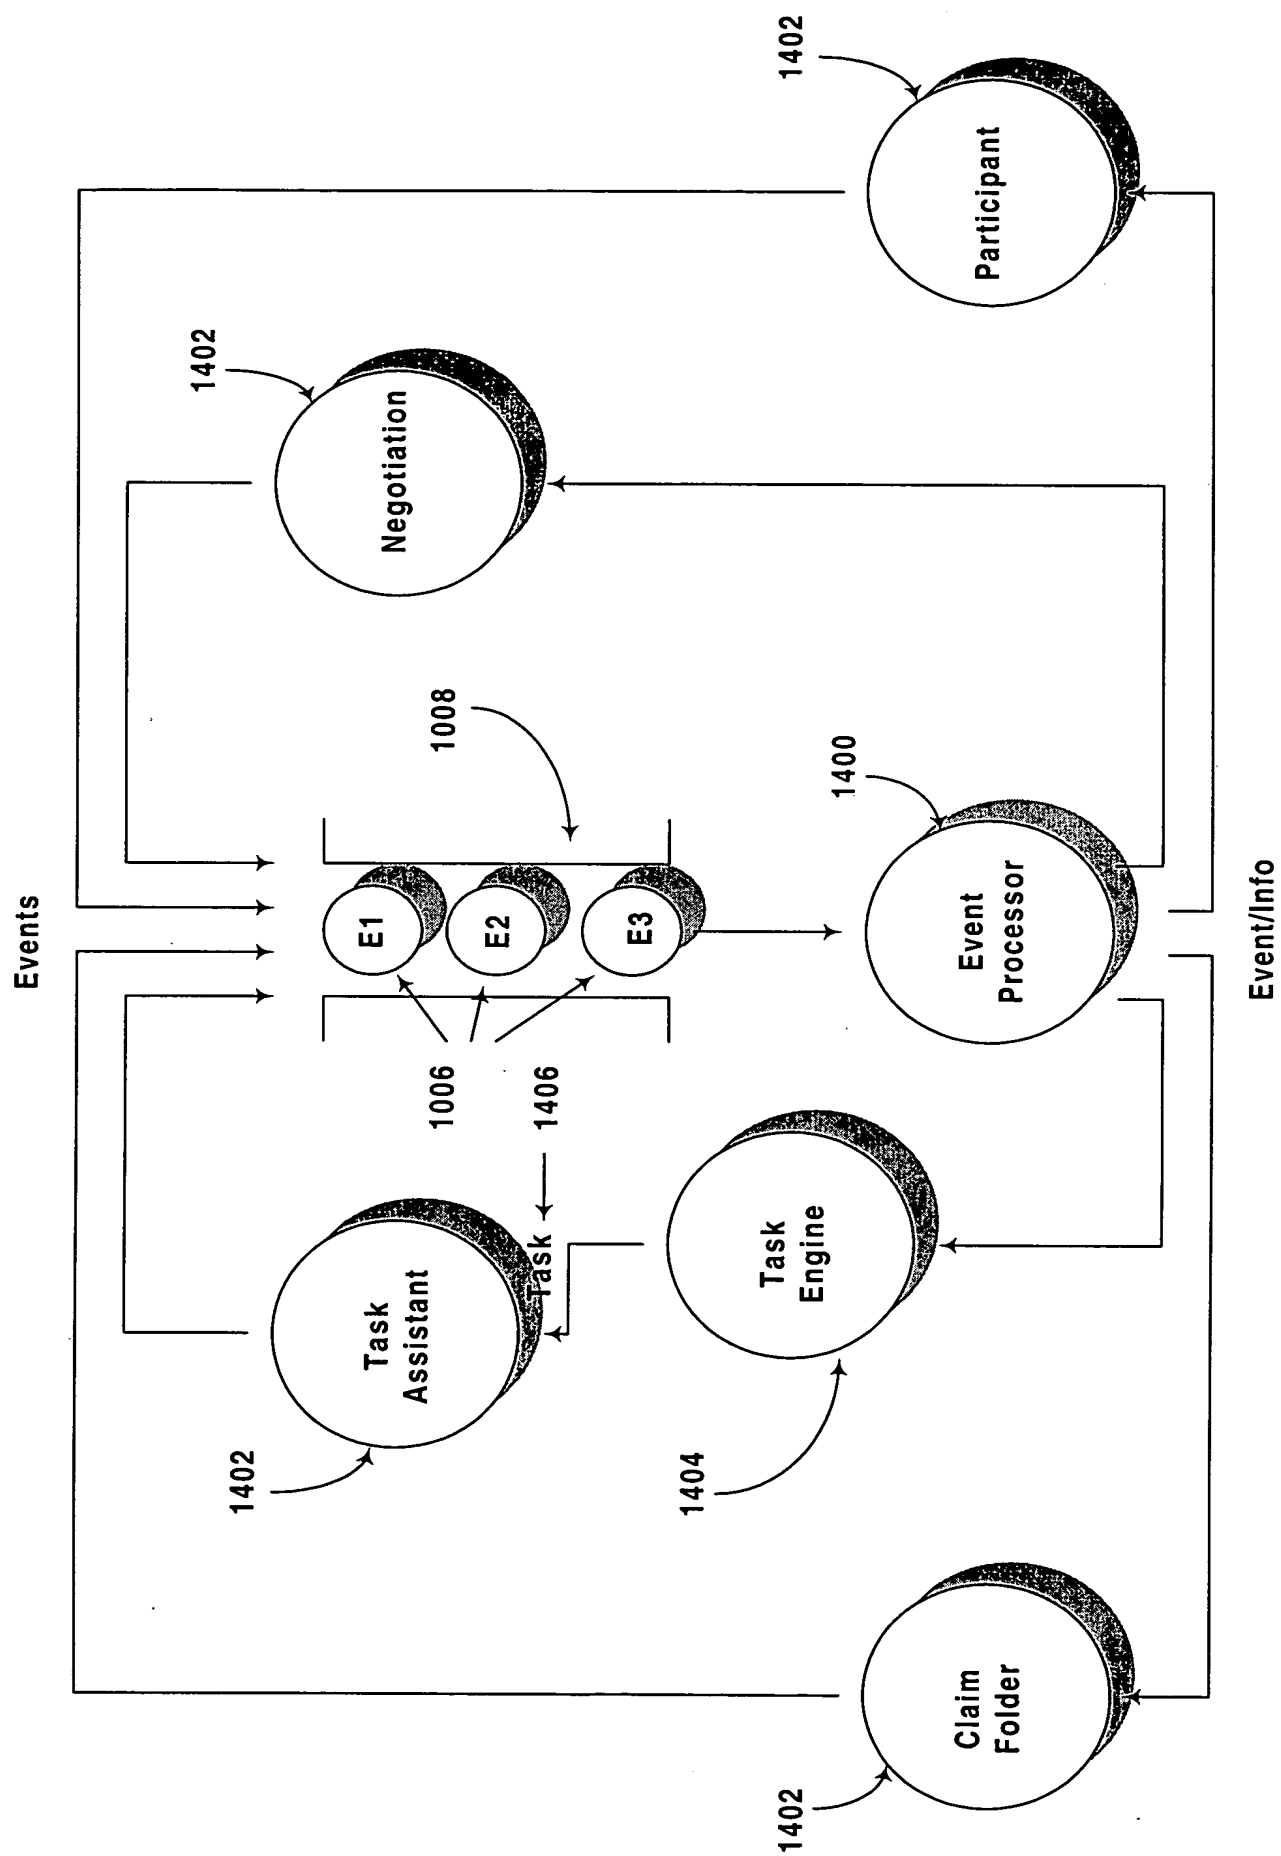 Events
1402
Negotiation
1402
Participant
1008
E1
E2
E3
1006
1406
Task
1402
Task
Assistant
1404
Task
Engine
1400
Event
Processor
1402
Claim
Folder
Event/Info